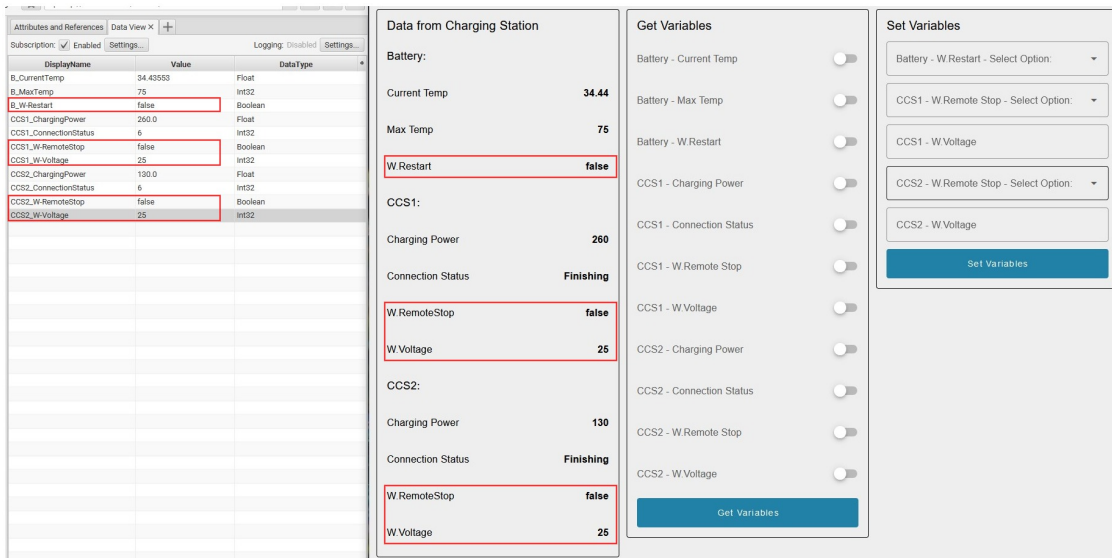 Attributes and References Data View × +
Subscription: ✓ Enabled Settings... Logging: Disabled Settings...
DisplayName Value DataType
B_CurrentTemp 34.43553 Float
B_MaxTemp 75 Int32
B_W-Restart false Boolean
CCS1_ChargingPower 260.0 Float
CCS1_ConnectionStatus 6 Int32
CCS1_W-RemoteStop false Boolean
CCS1_W-Voltage 25 Int32
CCS2_ChargingPower 130.0 Float
CCS2_ConnectionStatus 6 Int32
CCS2_W-RemoteStop false Boolean
CCS2_W-Voltage 25 Int32
Data from Charging Station
Battery:
Current Temp 34.44
Max Temp 75
W.Restart false
CCS1:
Charging Power 260
Connection Status Finishing
W.RemoteStop false
W.Voltage 25
CCS2:
Charging Power 130
Connection Status Finishing
W.RemoteStop false
W.Voltage 25
Get Variables
Battery - Current Temp
Battery - Max Temp
Battery - W.Restart
CCS1 - Charging Power
CCS1 - Connection Status
CCS1 - W.Remote Stop
CCS1 - W.Voltage
CCS2 - Charging Power
CCS2 - Connection Status
CCS2 - W.Remote Stop
CCS2 - W.Voltage
Get Variables
Set Variables
Battery - W.Restart - Select Option:
CCS1 - W.Remote Stop - Select Option:
CCS1 - W.Voltage
CCS2 - W.Remote Stop - Select Option:
CCS2 - W.Voltage
Set Variables